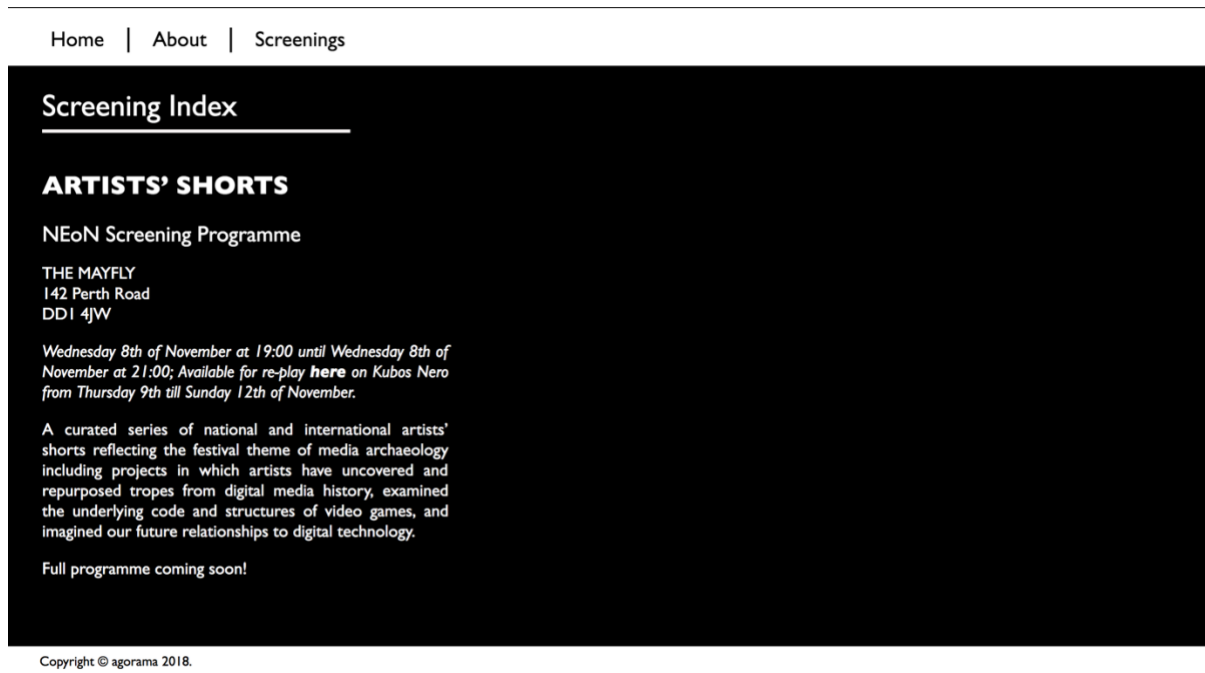 Home | About | Screenings
Screening Index
ARTISTS’ SHORTS
NEoN Screening Programme
THE MAYFLY
142 Perth Road
DD1 4JW
Wednesday 8th of November at 19:00 until Wednesday 8th of
November at 21:00; Available for re-play here on Kubos Nero
from Thursday 9th till Sunday 12th of November.
A curated series of national and international artists’
shorts reflecting the festival theme of media archaeology
including projects in which artists have uncovered and
repurposed tropes from digital media history, examined
the underlying code and structures of video games, and
imagined our future relationships to digital technology.
Full programme coming soon!
Copyright © agorama 2018.